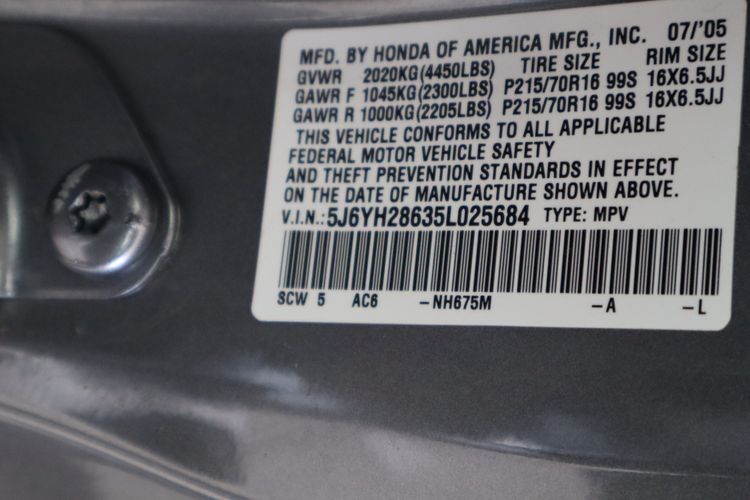 MFD. BY HONDA OF AMERICA MFG., INC. 07/'05
GVWR 2020KG(4450LBS) TIRE SIZE RIM SIZE
GAWR F 1045KG(2300LBS) P215/70R16 99S 16X6.5JJ
GAWR R 1000KG(2205LBS) P215/70R16 99S 16X6.5JJ
THIS VEHICLE CONFORMS TO ALL APPLICABLE
FEDERAL MOTOR VEHICLE SAFETY
AND THEFT PREVENTION STANDARDS IN EFFECT
ON THE DATE OF MANUFACTURE SHOWN ABOVE.
V.I.N.:5J6YH28635L025684 TYPE: MPV
SCW 5 AC6 -NH675M -A -L